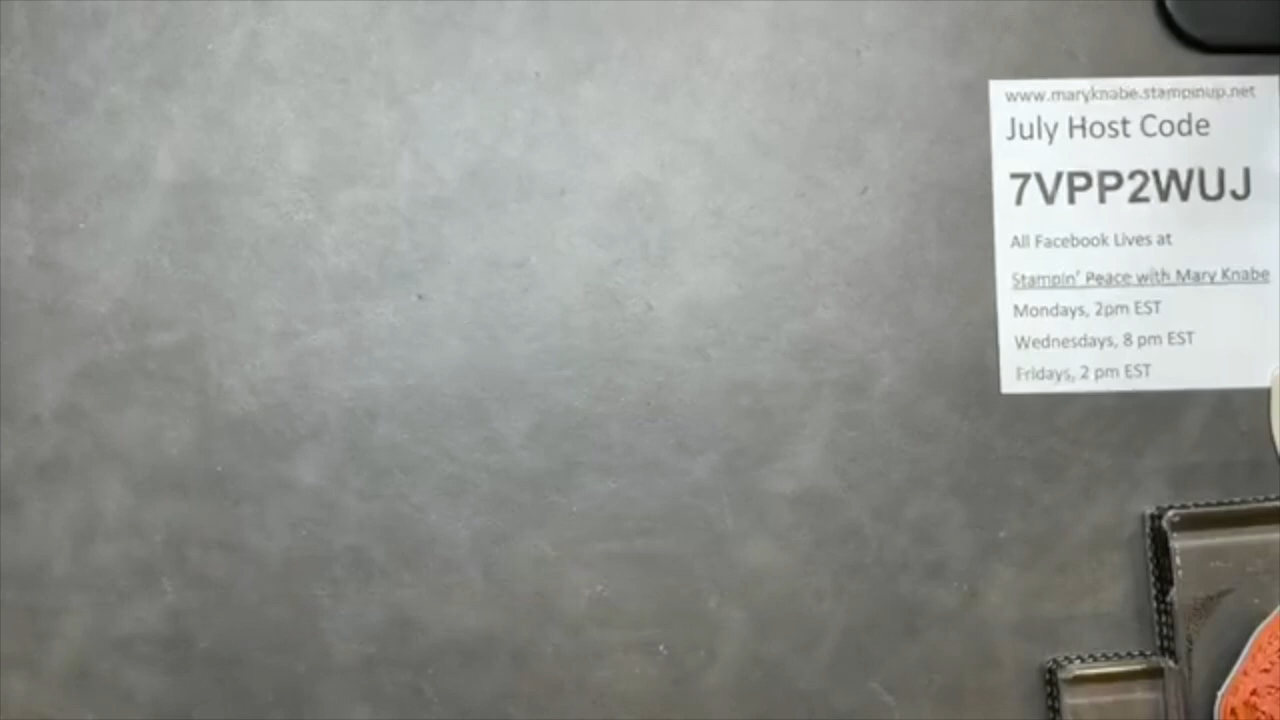 www.maryknabe.stampinup.net
July Host Code
7VPP2WUJ
All Facebook Lives at
Stampin' Peace with Mary Knabe
Mondays, 2pm EST
Wednesdays, 8 pm EST
Fridays, 2 pm EST